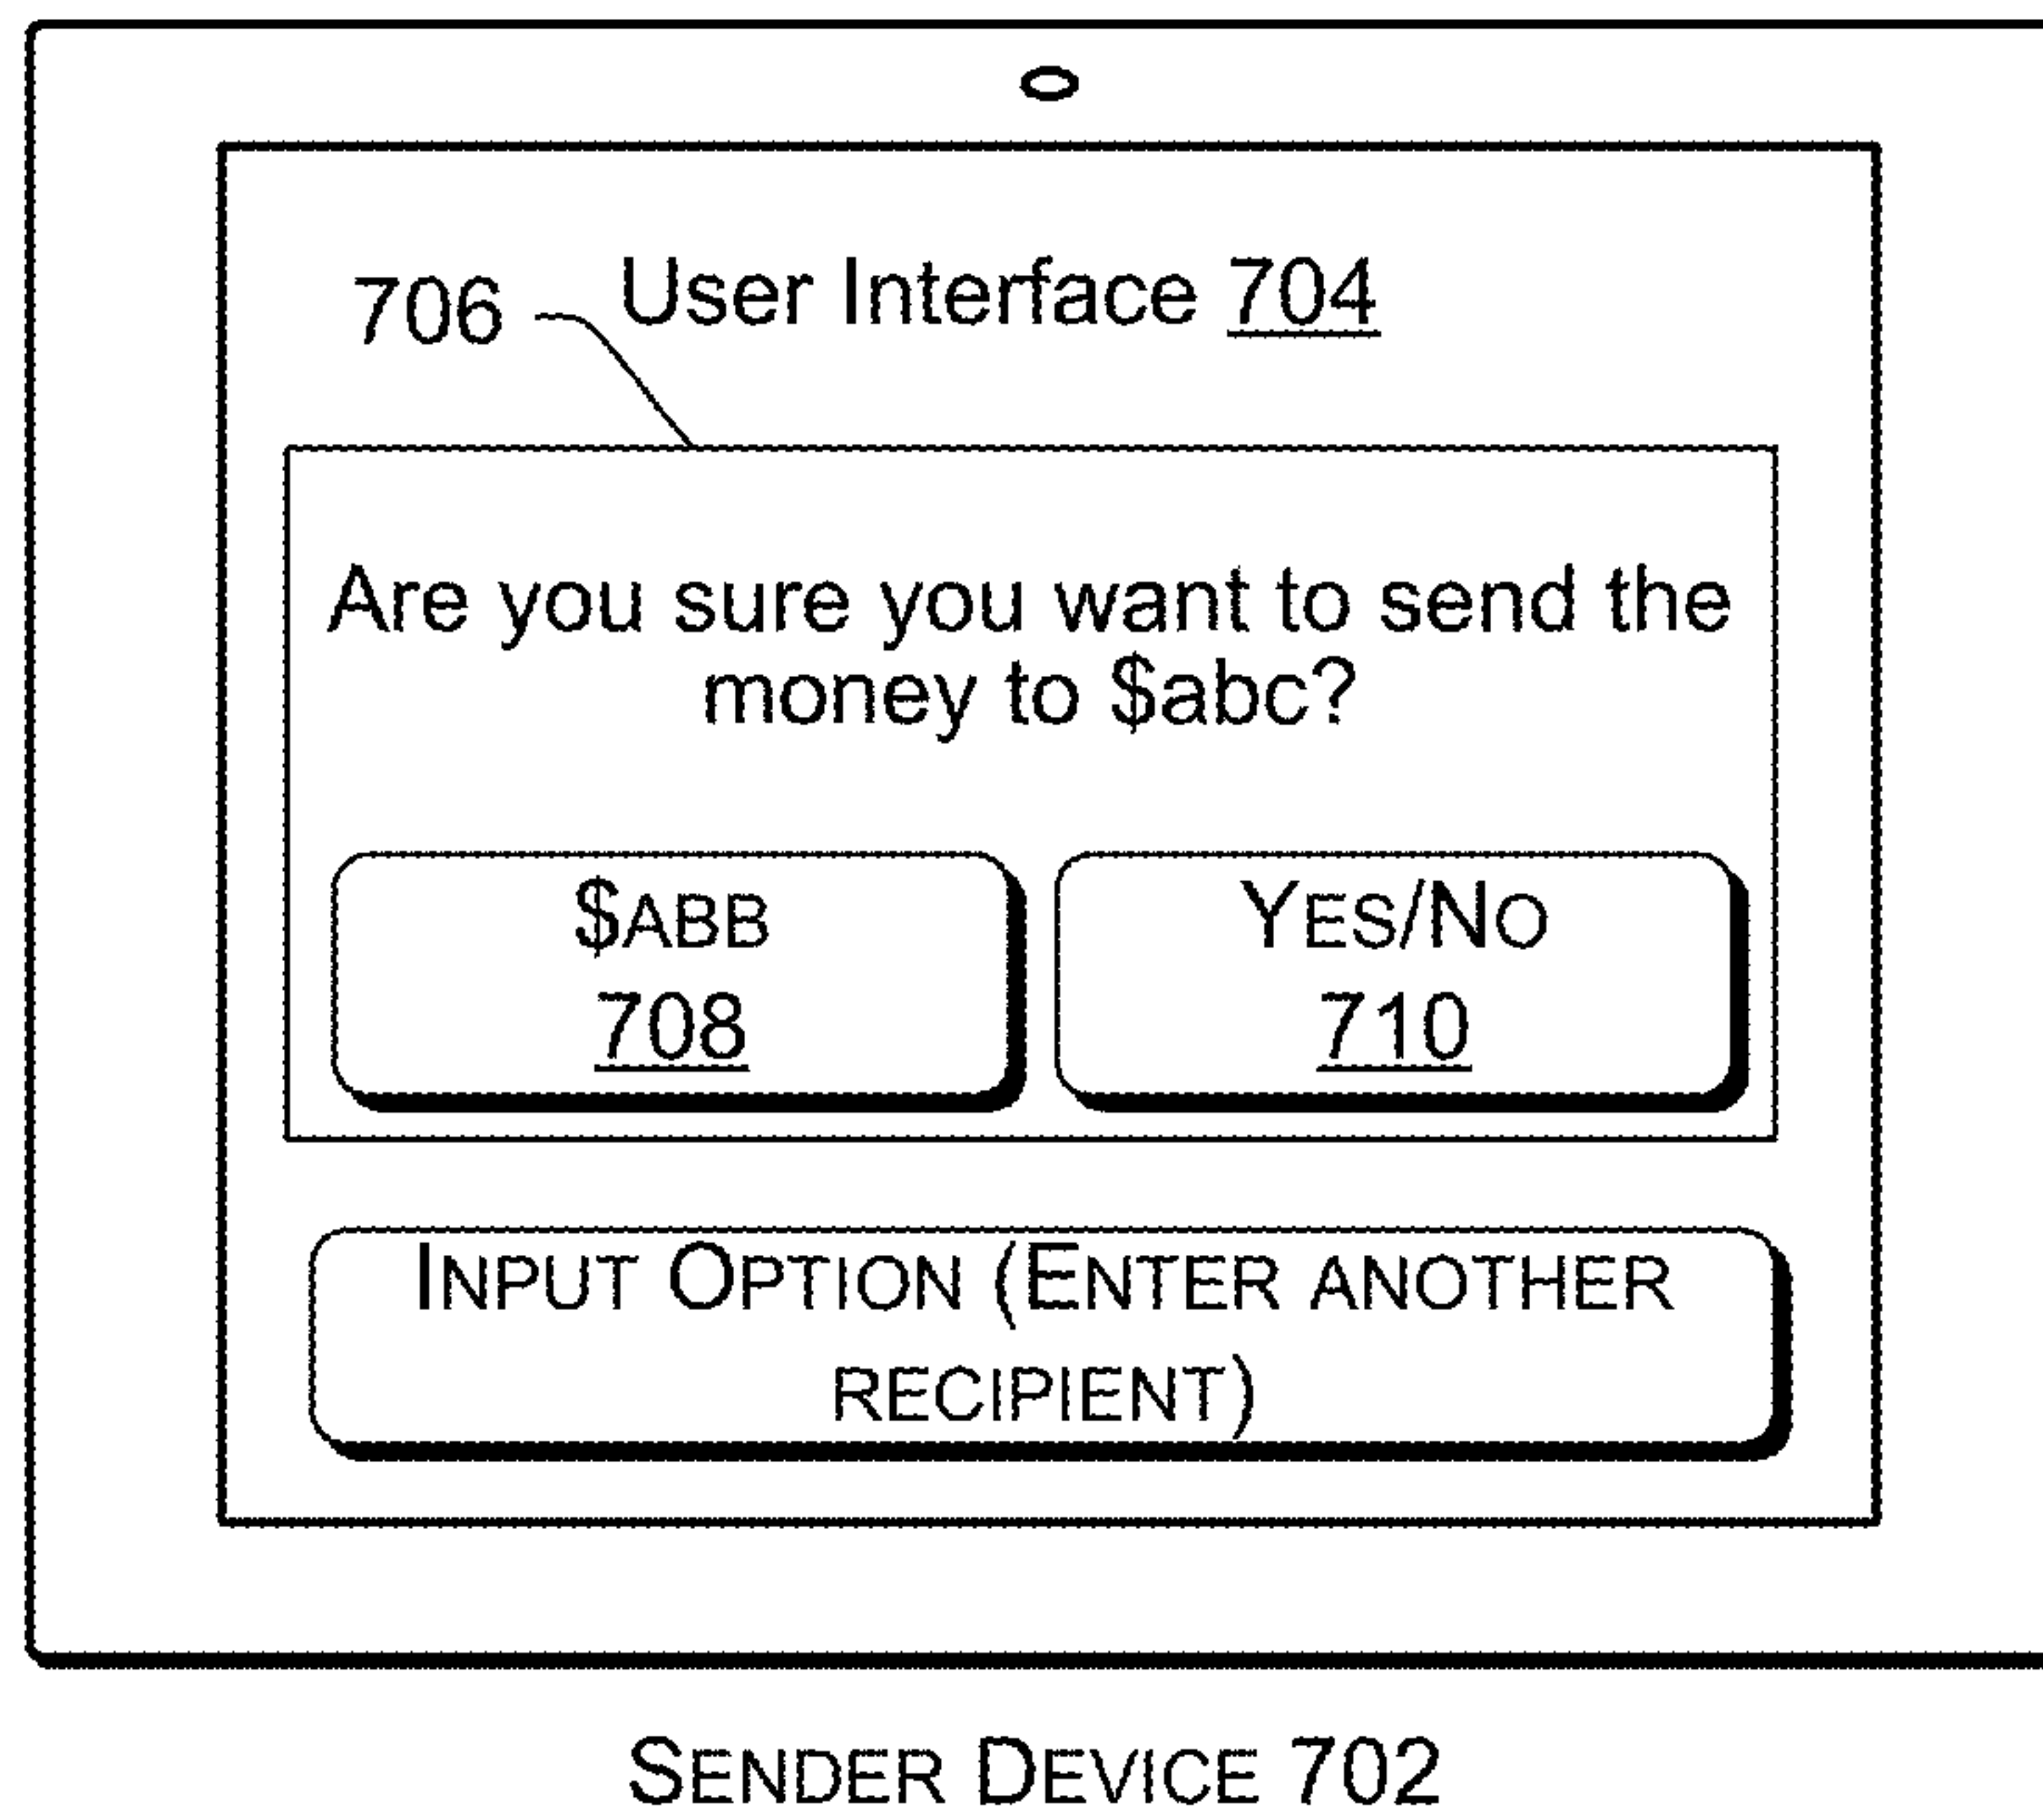 User Interface 704
706
Are you sure you want to send the
money to $abc?
$ABB
708
YES/NO
710
INPUT OPTION (ENTER ANOTHER
RECIPIENT)
SENDER DEVICE 702